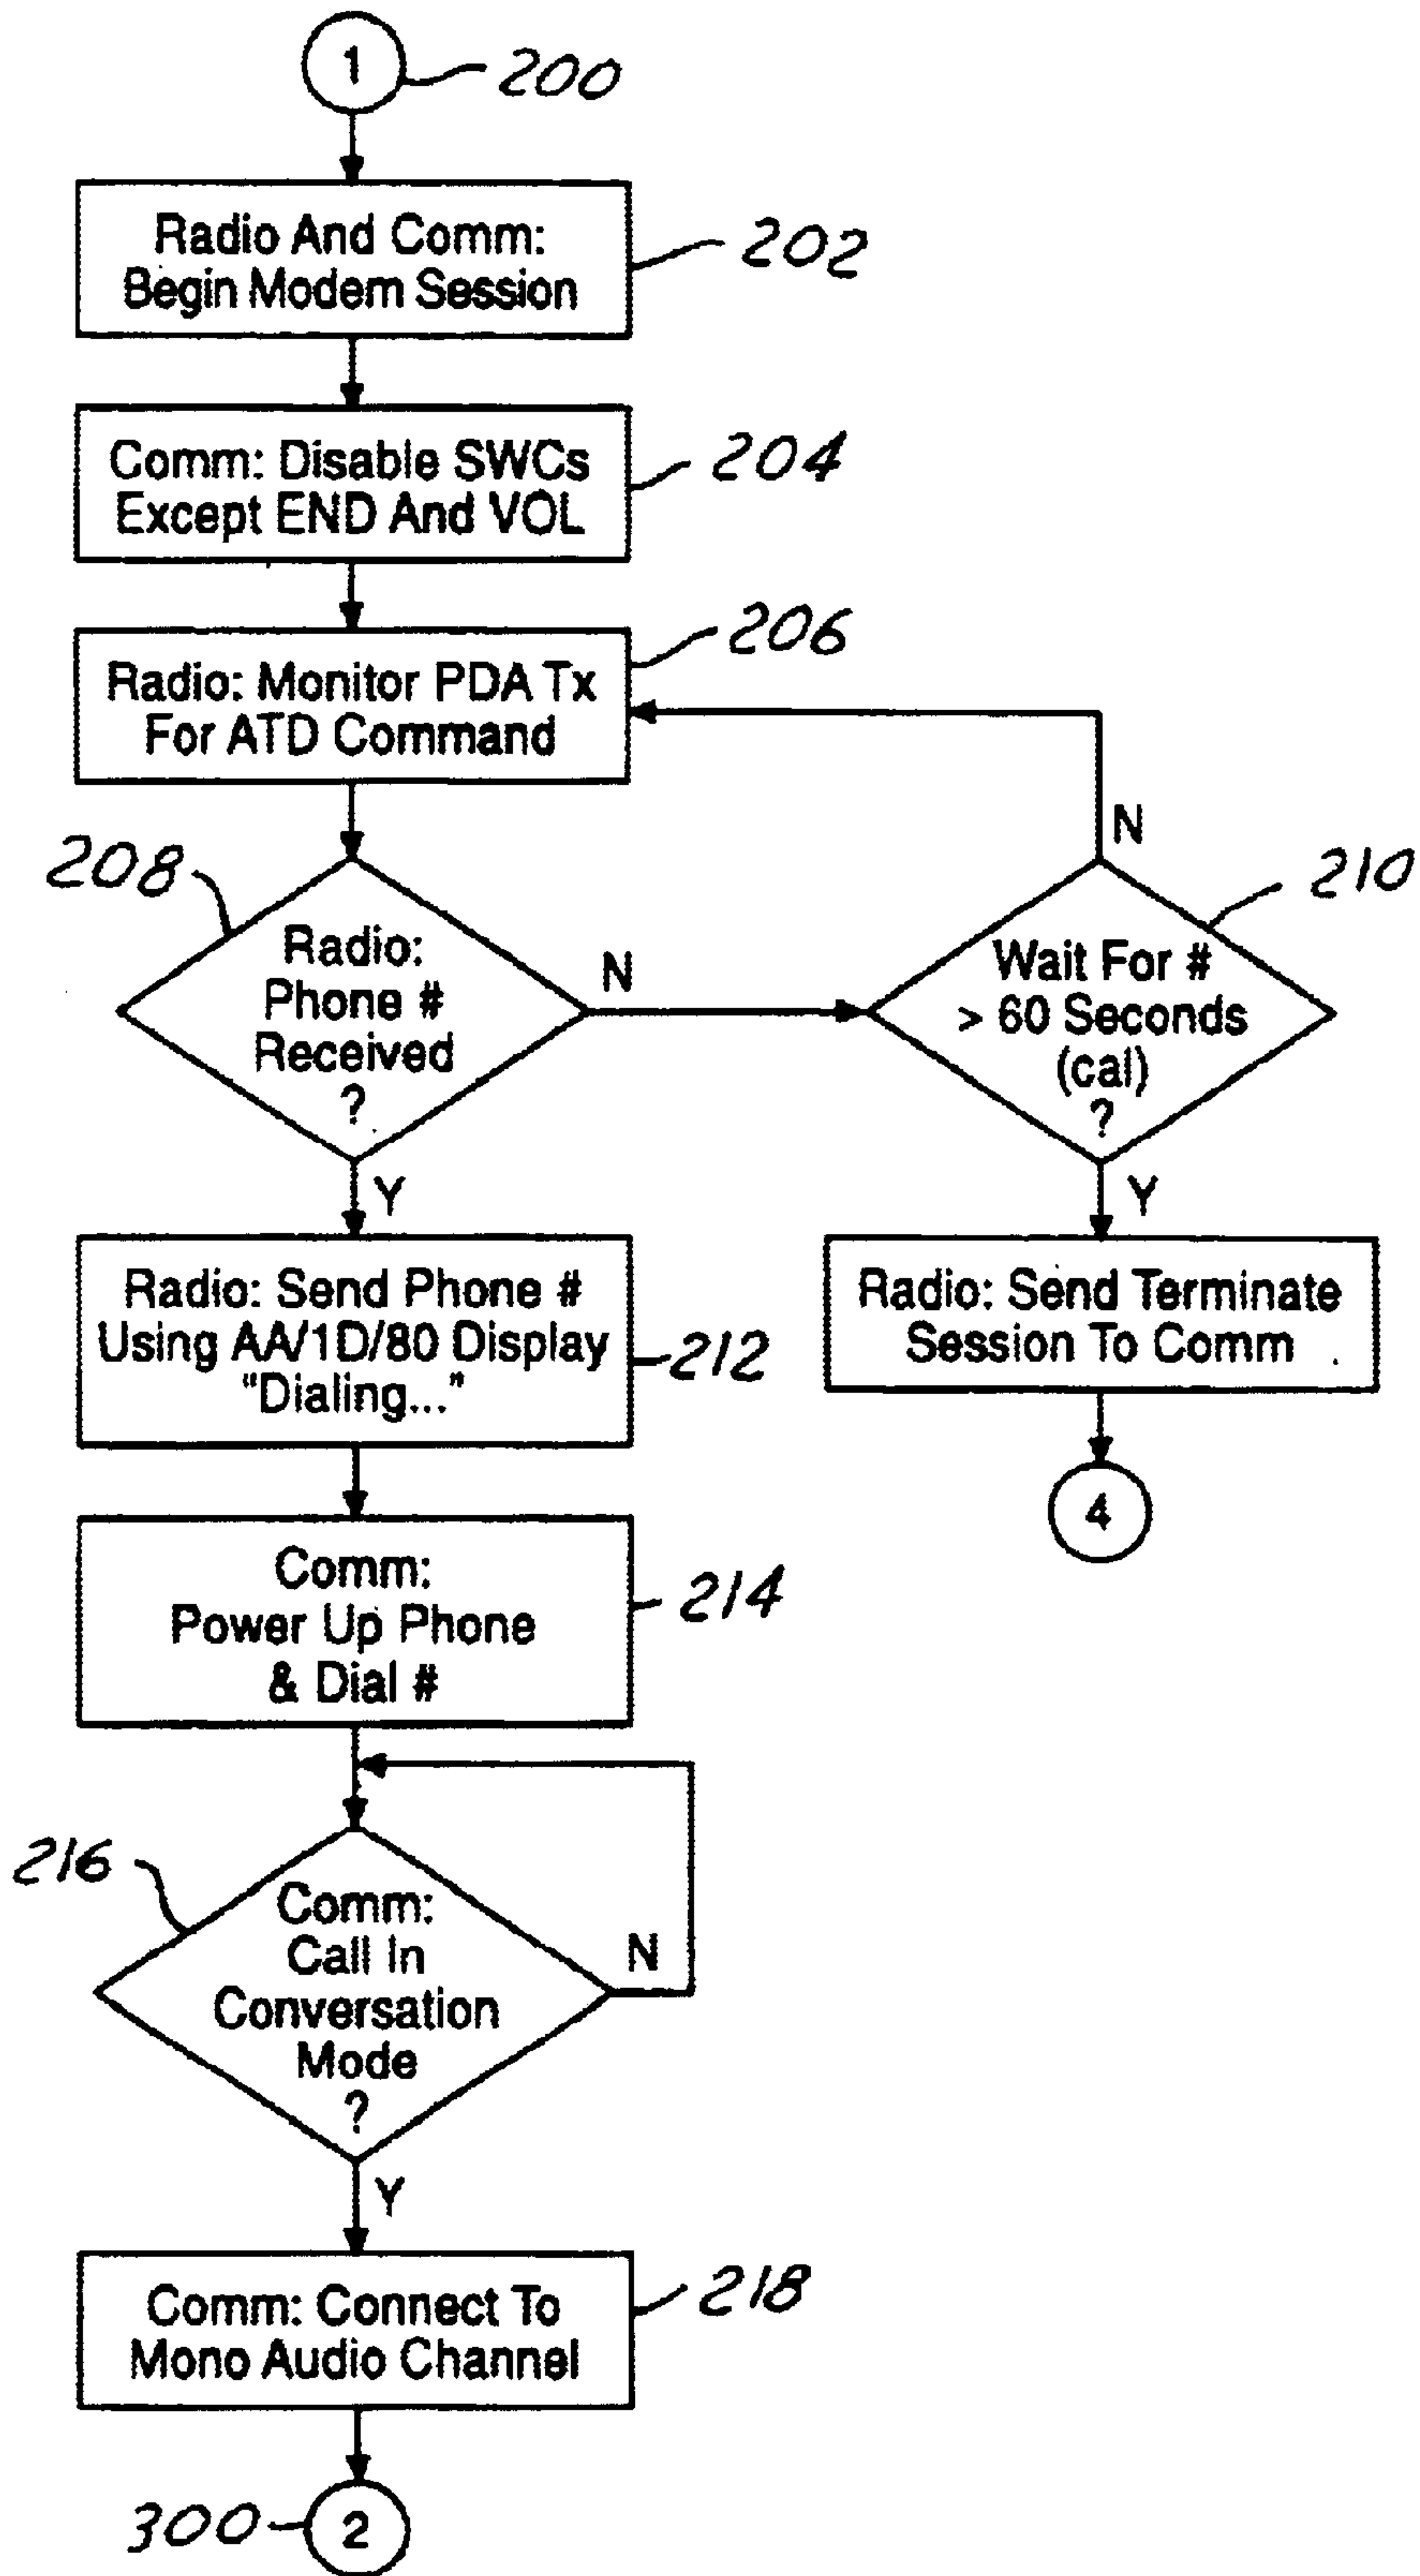 1
200
Radio And Comm:
Begin Modem Session
202
Comm: Disable SWCs
Except END And VOL
204
206
Radio: Monitor PDA Tx
For ATD Command
N
208
210
Radio:
Phone #
Received
?
N
Wait For #
> 60 Seconds
(cal)
?
Y
Y
Radio: Send Phone #
Using AA/1D/80 Display
"Dialing..."
212
Radio: Send Terminate
Session To Comm
4
Comm:
Power Up Phone
& Dial #
214
216
Comm:
Call In
Conversation
Mode
?
N
Y
Comm: Connect To
Mono Audio Channel
218
300
2